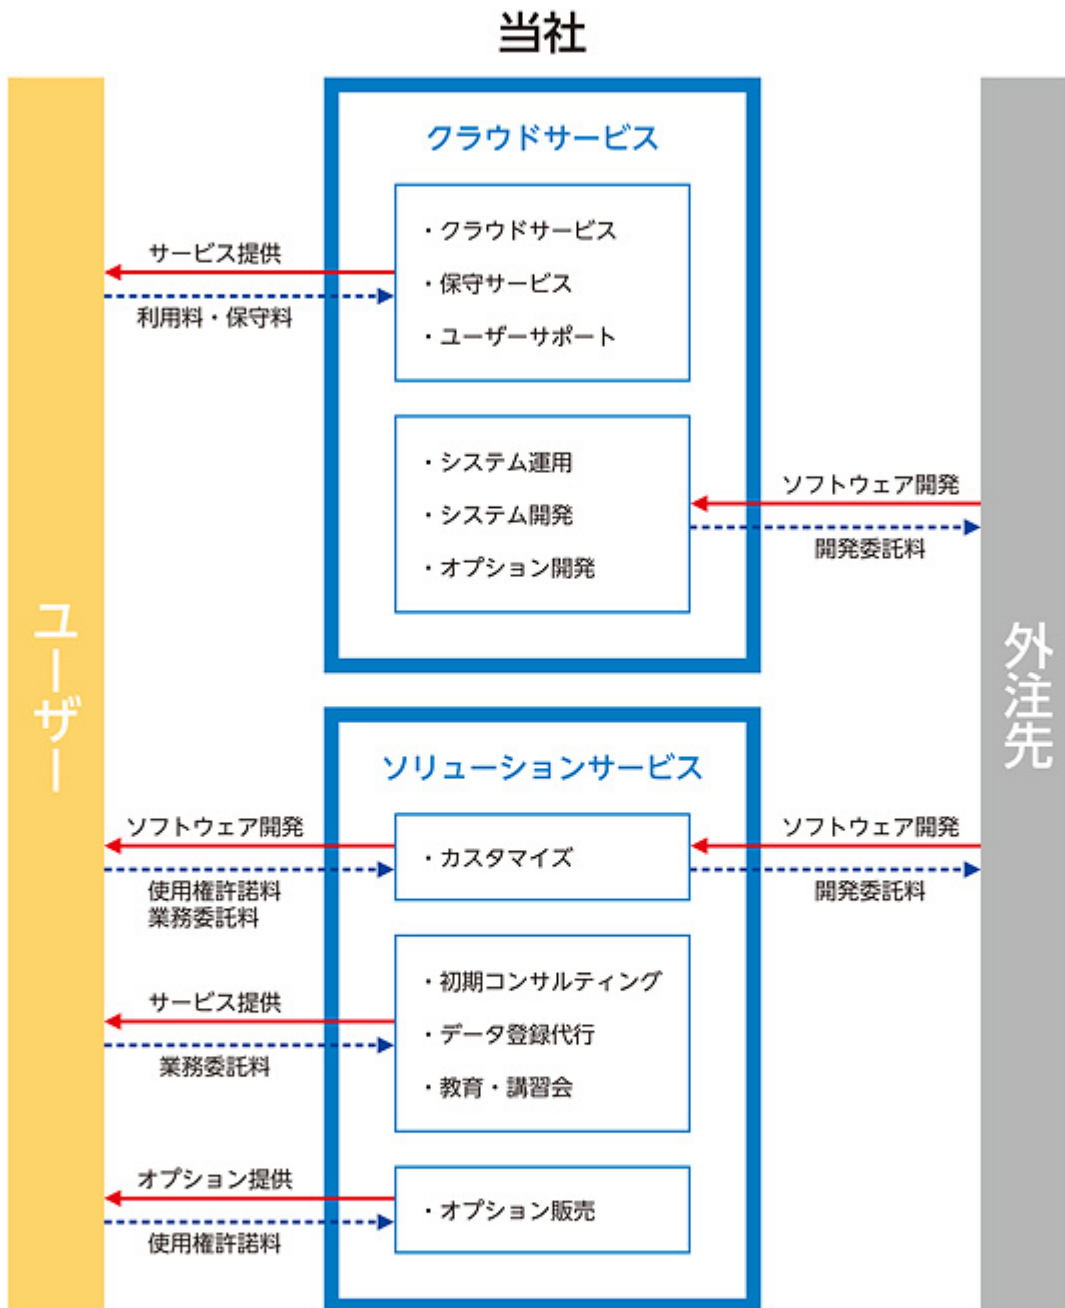 当社
クラウドサービス
・クラウドサービス
・保守サービス
・ユーザーサポート
サービス提供
利用料・保守料
・システム運用
・システム開発
・オプション開発
ソフトウェア開発
開発委託料
ユーザー
外注先
ソリューションサービス
ソフトウェア開発
使用権許諾料
業務委託料
・カスタマイズ
ソフトウェア開発
開発委託料
サービス提供
業務委託料
・初期コンサルティング
・データ登録代行
・教育・講習会
オプション提供
使用権許諾料
・オプション販売